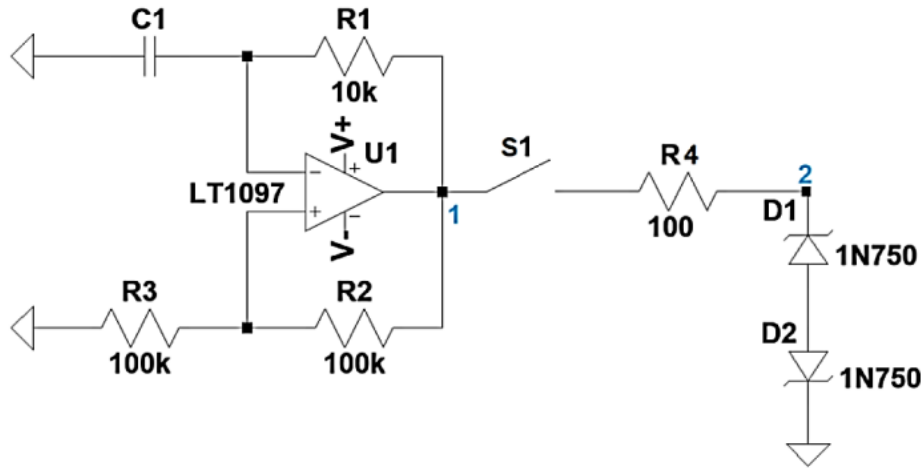 C1
R1
10k
V+
+
U1
−
LT1097
+
−
V-
S1
1
R4
100
2
D1
1N750
R3
100k
R2
100k
D2
1N750